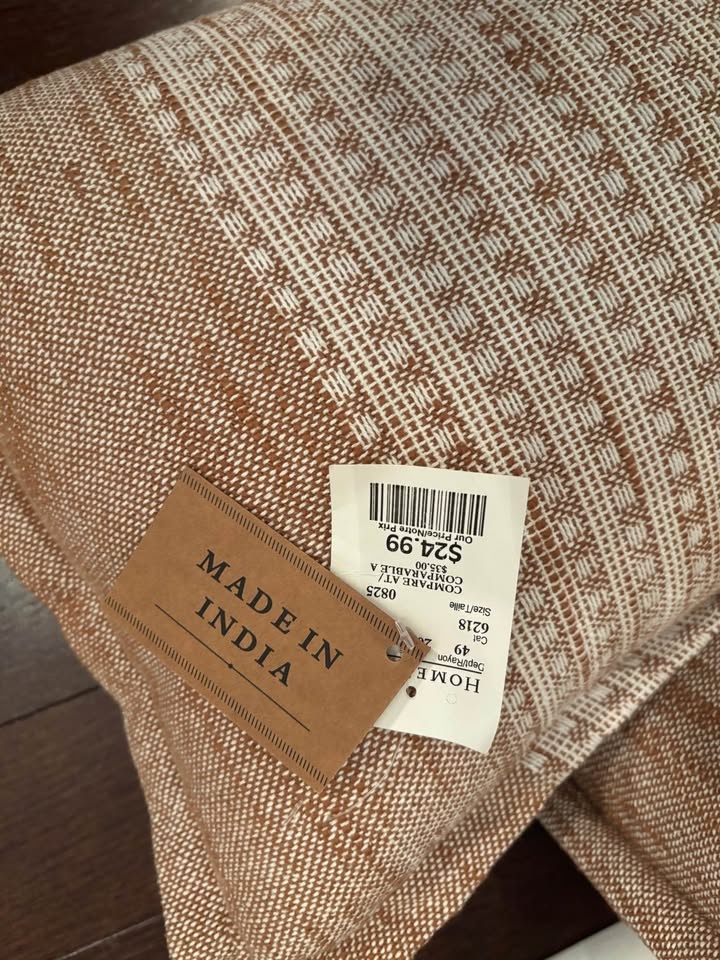 MADE IN
INDIA
HOME
Dept/Rayon
49
Cat
6218
Size/Taille
0825
COMPARE AT/
COMPARABLE A
$35.00
$24.99
Our Price/Notre Prix